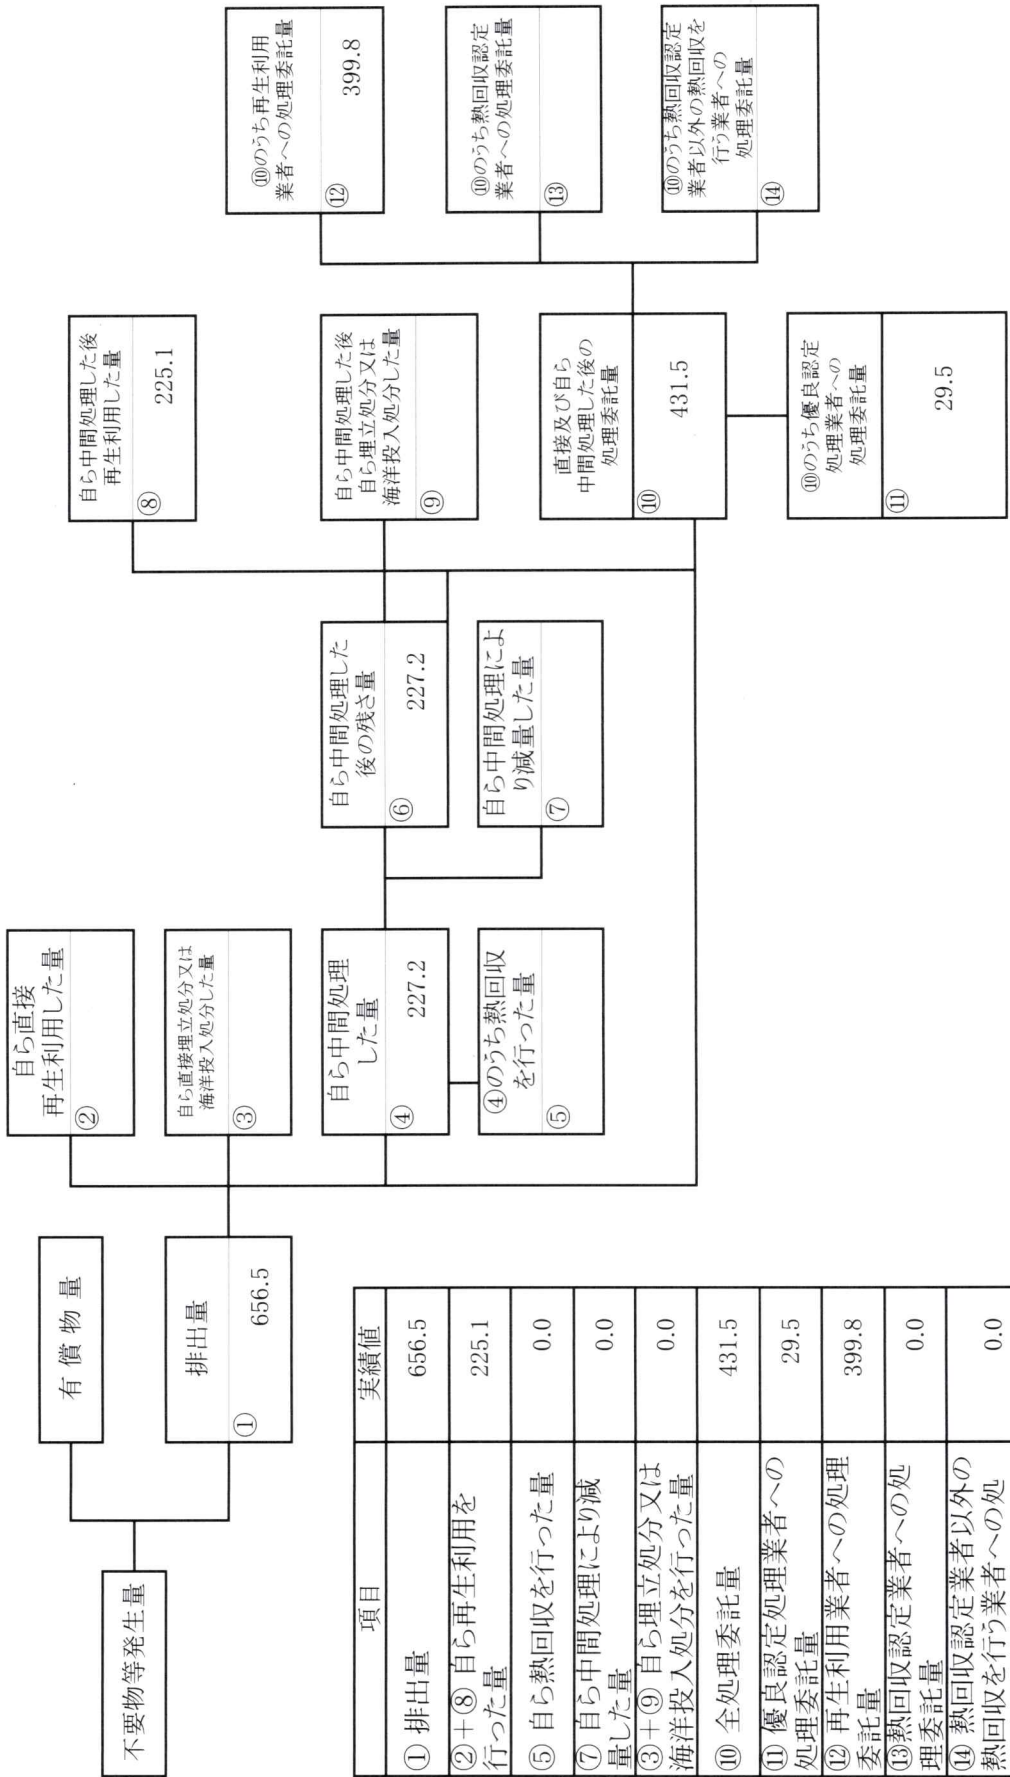 不要物等発生量
有償物量
排出量
①
656.5
自ら直接
再生利用した量
②
自ら直接埋立処分又は
海洋投入処分した量
③
自ら中間処理
した量
④
227.2
④のうち熱回収
を行った量
⑤
自ら中間処理した
後の残さ量
⑥
227.2
自ら中間処理によ
り減量した量
⑦
自ら中間処理した後
再生利用した量
⑧
225.1
自ら中間処理した後
自ら埋立処分又は
海洋投入処分した量
⑨
直接及び自ら
中間処理した後の
処理委託量
⑩
431.5
⑩のうち優良認定
処理業者への
処理委託量
⑪
29.5
⑩のうち再生利用
業者への処理委託量
⑫
399.8
⑩のうち熱回収認定
業者への処理委託量
⑬
⑩のうち熱回収認定
業者以外の熱回収を
行う業者への
処理委託量
⑭
項目 実績値
① 排出量 656.5
②+⑧ 自ら再生利用を
行った量 225.1
⑤ 自ら熱回収を行った量 0.0
⑦ 自ら中間処理により減
量した量 0.0
③+⑨ 自ら埋立処分又は
海洋投入処分を行った量 0.0
⑩ 全処理委託量 431.5
⑪ 優良認定処理業者への
処理委託量 29.5
⑫ 再生利用業者への処理
委託量 399.8
⑬熱回収認定業者への処
理委託量 0.0
⑭ 熱回収認定業者以外の
熱回収を行う業者への処 0.0